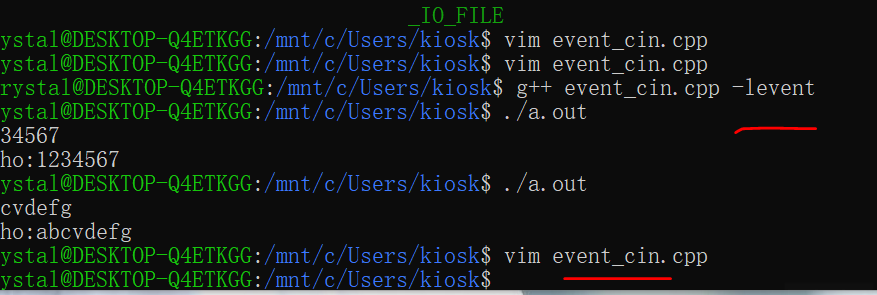 _IO_FILE
ystal@DESKTOP-Q4ETKGG:/mnt/c/Users/kiosk$ vim event_cin.cpp
ystal@DESKTOP-Q4ETKGG:/mnt/c/Users/kiosk$ vim event_cin.cpp
rystal@DESKTOP-Q4ETKGG:/mnt/c/Users/kiosk$ g++ event_cin.cpp -levent
ystal@DESKTOP-Q4ETKGG:/mnt/c/Users/kiosk$ ./a.out
34567
ho:1234567
ystal@DESKTOP-Q4ETKGG:/mnt/c/Users/kiosk$ ./a.out
cvdefg
ho:abcvdefg
ystal@DESKTOP-Q4ETKGG:/mnt/c/Users/kiosk$ vim event_cin.cpp
ystal@DESKTOP-Q4ETKGG:/mnt/c/Users/kiosk$